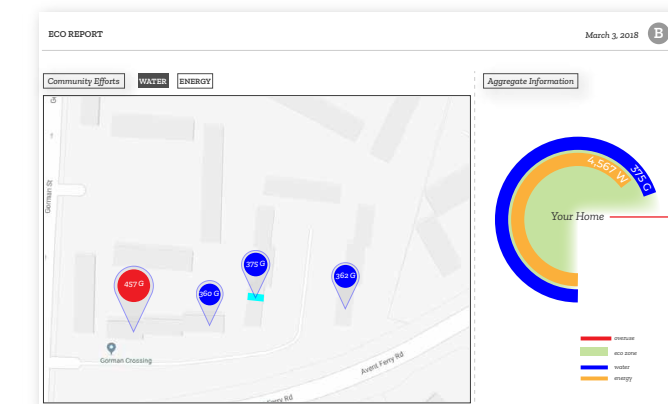 ECO REPORT
March 3, 2018
B
Community Efforts
WATER
ENERGY
Aggregate Information
G
Gorman St
457 G
360 G
375 G
362 G
Gorman Crossing
Avent Ferry Rd
Ferry Rd
4,567 W
375 G
Your Home
overuse
eco zone
water
energy